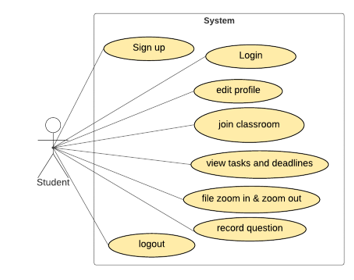 System
Sign up
Login
edit profile
join classroom
view tasks and deadlines
Student
file zoom in & zoom out
record question
logout